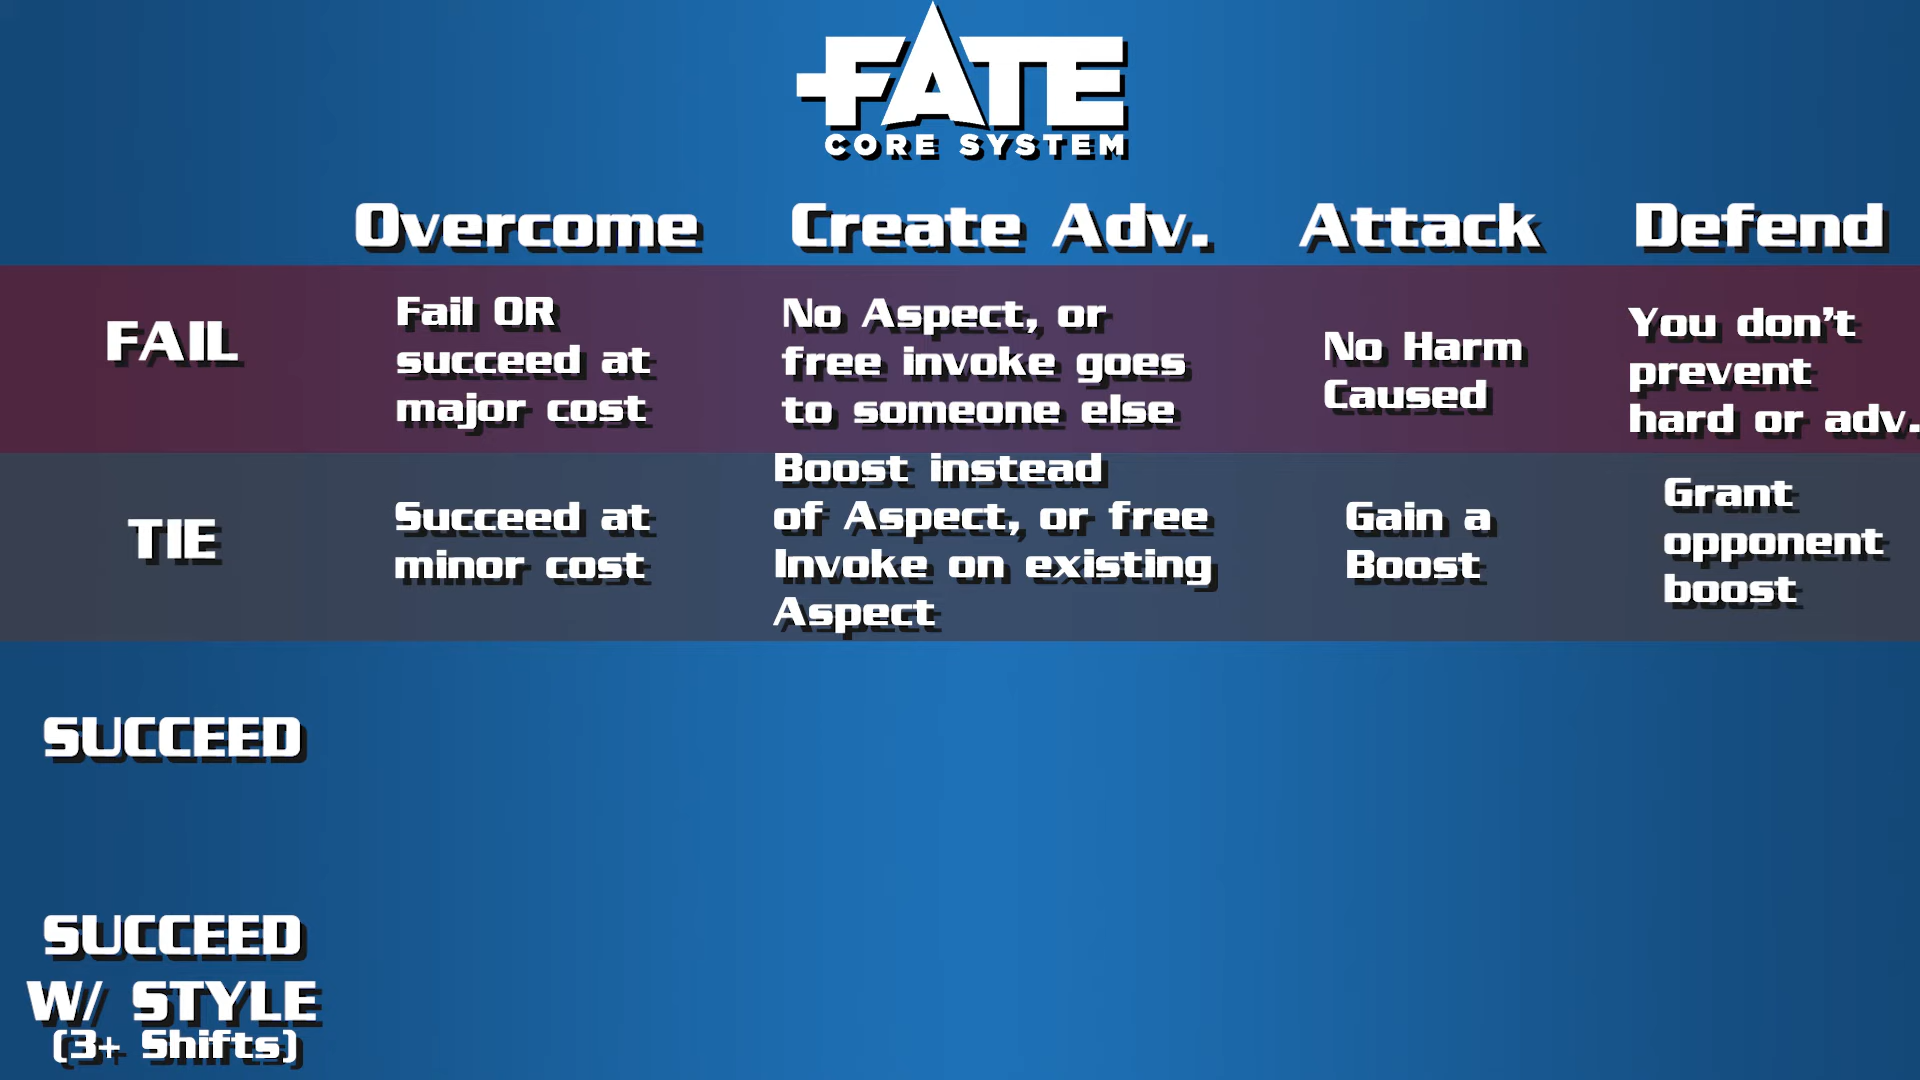 FATE
CORE SYSTEM
Overcome Create Adv. Attack Defend
FAIL
Fail OR
succeed at
major cost
No Aspect, or
free invoke goes
to someone else
No Harm
Caused
You don't
prevent
hard or adv.
TIE
Succeed at
minor cost
Boost instead
of Aspect, or free
Invoke on existing
Aspect
Gain a
Boost
Grant
opponent
boost
SUCCEED
SUCCEED
W/ STYLE
(3+ Shifts)